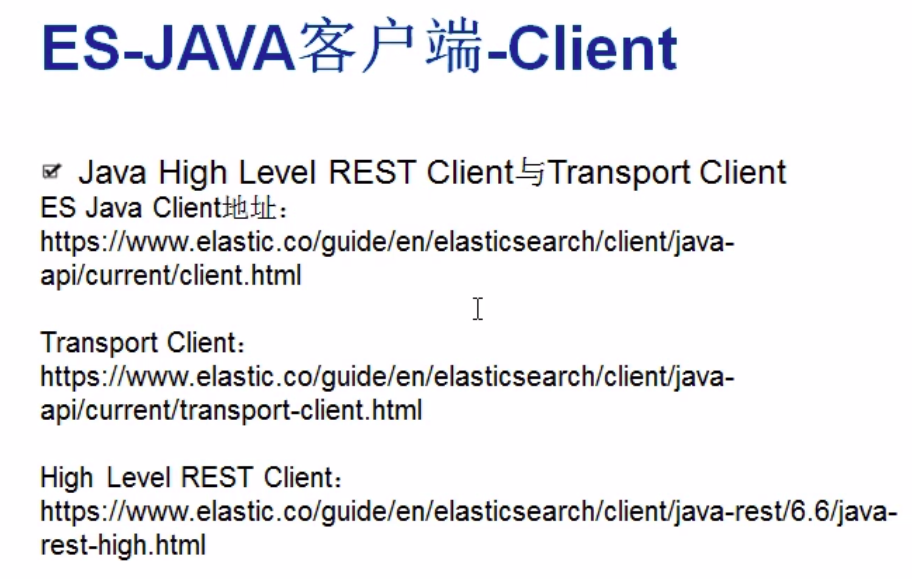 ES-JAVA客户端-Client
Java High Level REST Client与Transport Client
ES Java Client地址：
https://www.elastic.co/guide/en/elasticsearch/client/java-
api/current/client.html
Transport Client：
https://www.elastic.co/guide/en/elasticsearch/client/java-
api/current/transport-client.html
High Level REST Client：
https://www.elastic.co/guide/en/elasticsearch/client/java-rest/6.6/java-
rest-high.html